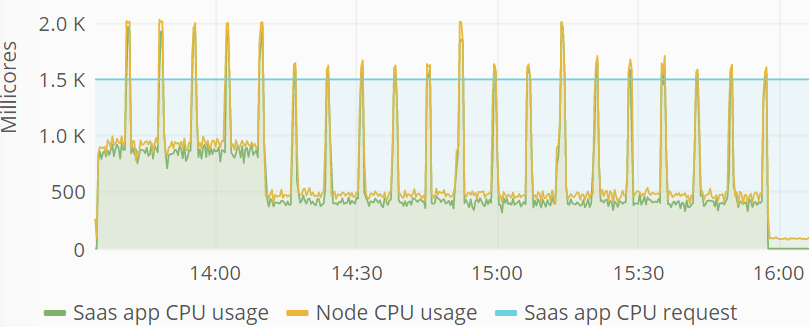 Millicores
2.0 K
1.5 K
1.0 K
500
0
14:00 14:30 15:00 15:30 16:00
Saas app CPU usage Node CPU usage Saas app CPU request